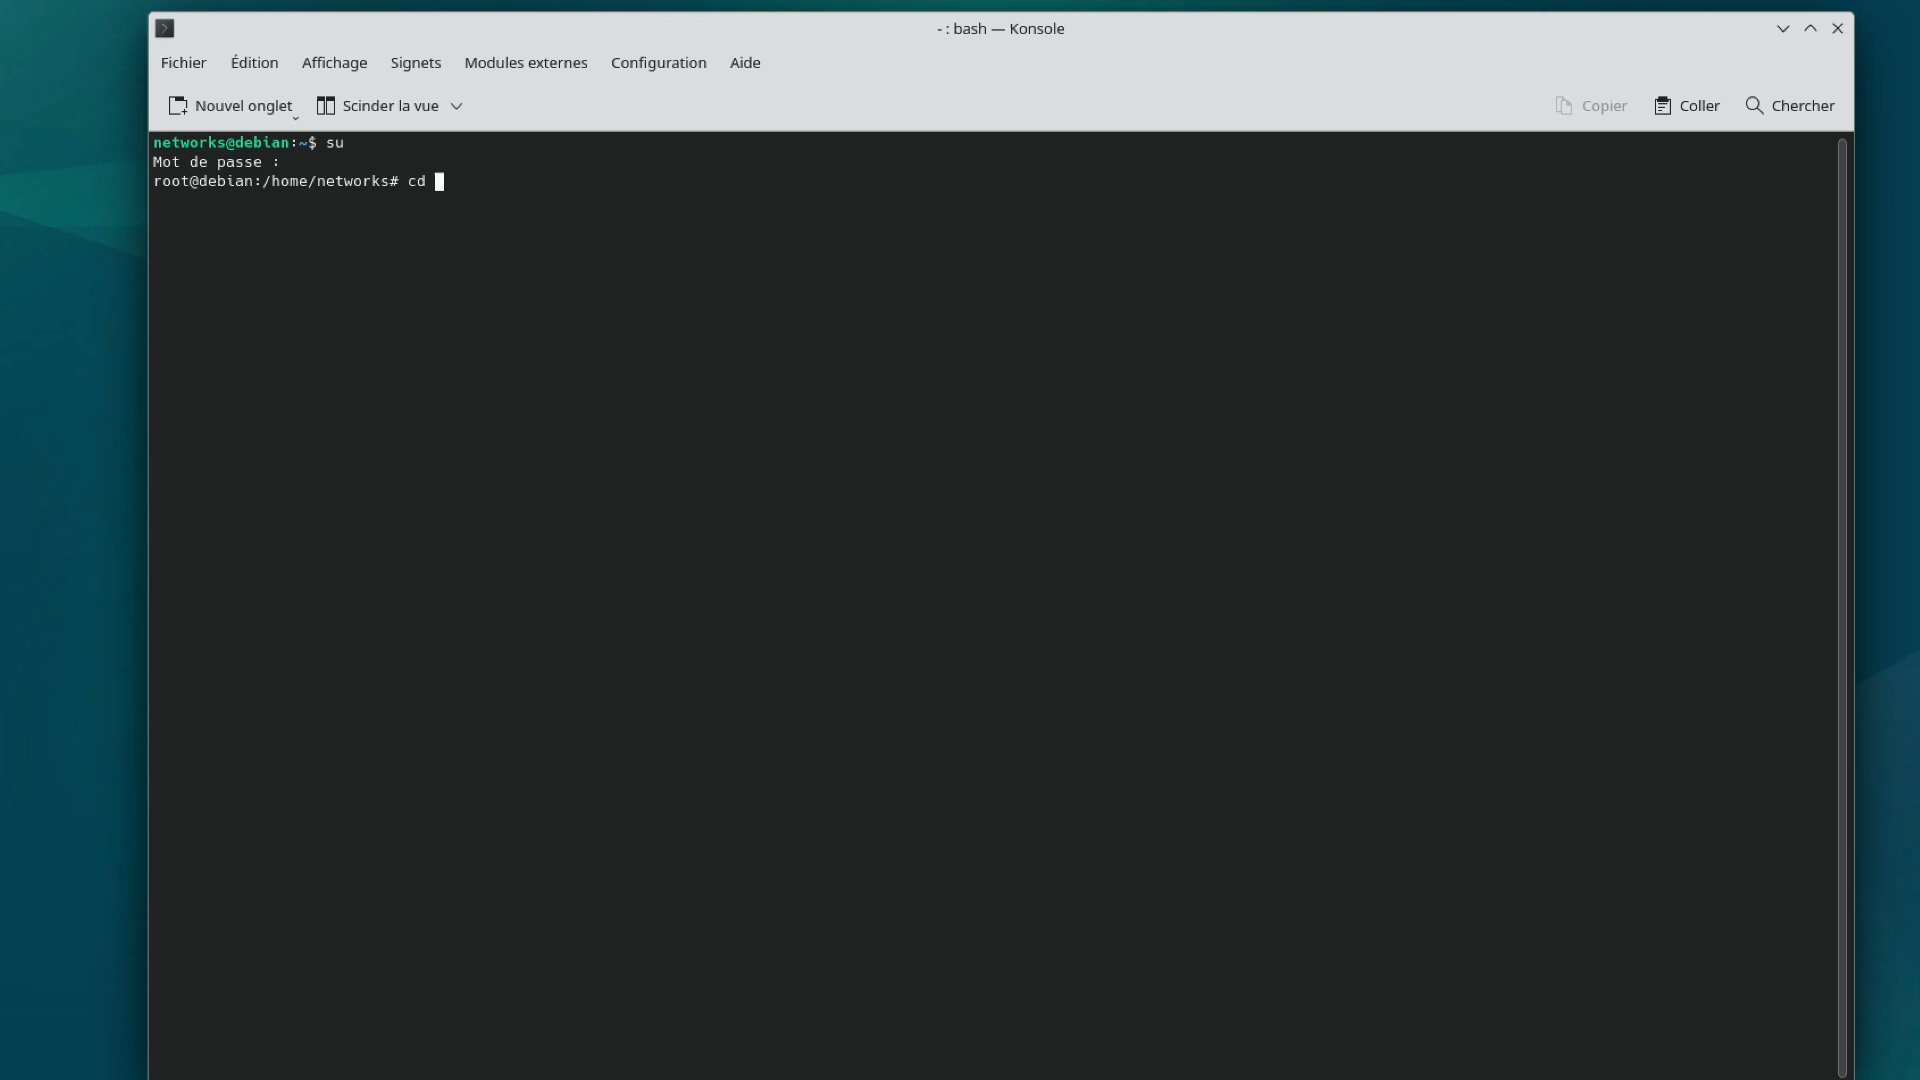 - : bash — Konsole
Fichier Édition Affichage Signets Modules externes Configuration Aide
Nouvel onglet Scinder la vue Copier Coller Chercher
networks@debian:~$ su
Mot de passe :
root@debian:/home/networks# cd